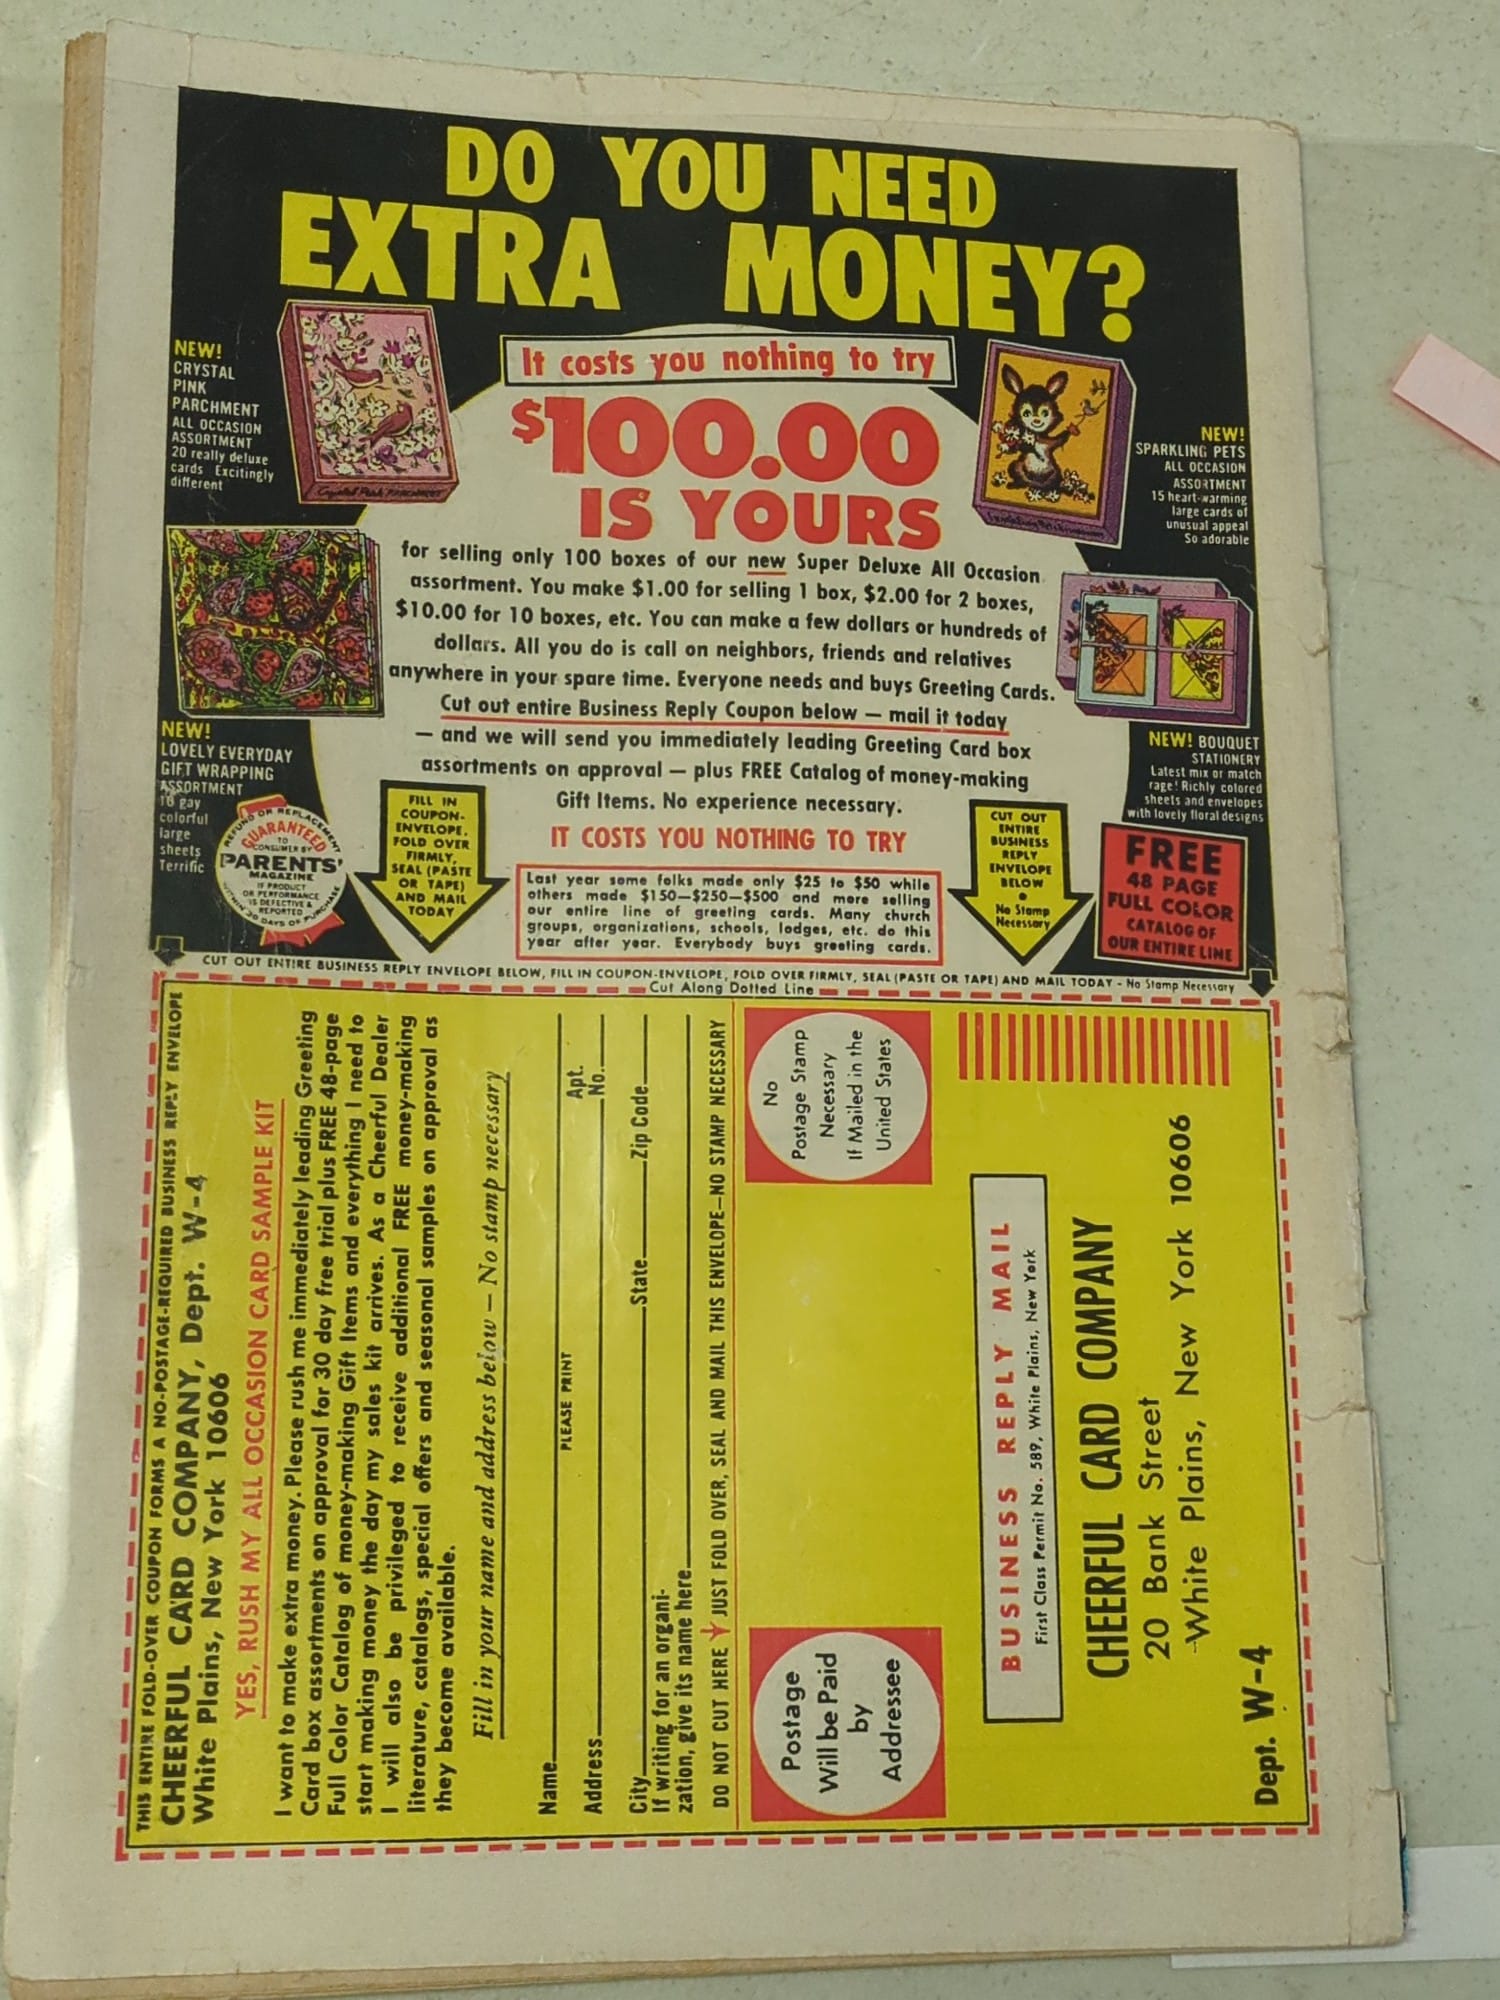 DO YOU NEED
EXTRA MONEY?
It costs you nothing to try
$100.00
IS YOURS
for selling only 100 boxes of our new Super Deluxe All Occasion
assortment. You make $1.00 for selling 1 box, $2.00 for 2 boxes,
$10.00 for 10 boxes, etc. You can make a few dollars or hundreds of
dollars. All you do is call on neighbors, friends and relatives
anywhere in your spare time. Everyone needs and buys Greeting Cards.
Cut out entire Business Reply Coupon below — mail it today
— and we will send you immediately leading Greeting Card box
assortments on approval — plus FREE Catalog of money-making
Gift Items. No experience necessary.
IT COSTS YOU NOTHING TO TRY
Last year some folks made only $25 to $50 while
others made $150—$250—$500 and more selling
our entire line of greeting cards. Many church
groups, organizations, schools, lodges, etc. do this
year after year. Everybody buys greeting cards.
NEW!
CRYSTAL
PINK
PARCHMENT
ALL OCCASION
ASSORTMENT
20 really deluxe
cards Excitingly
different
Crystal Pink PARCHMENT
NEW!
LOVELY EVERYDAY
GIFT WRAPPING
ASSORTMENT
16 gay
colorful
large
sheets
Terrific
REFUND OR REPLACEMENT
GUARANTEED
TO
CONSUMER BY
PARENTS'
MAGAZINE
IF PRODUCT
OR PERFORMANCE
IS DEFECTIVE &
REPORTED
WITHIN 30 DAYS OF PURCHASE
FILL IN
COUPON-
ENVELOPE.
FOLD OVER
FIRMLY,
SEAL (PASTE
OR TAPE)
AND MAIL
TODAY
NEW!
SPARKLING PETS
ALL OCCASION
ASSORTMENT
15 heart-warming
large cards of
unusual appeal
So adorable
NEW! BOUQUET
STATIONERY
Latest mix or match
rage! Richly colored
sheets and envelopes
with lovely floral designs
CUT OUT
ENTIRE
BUSINESS
REPLY
ENVELOPE
BELOW
•
No Stamp
Necessary
FREE
48 PAGE
FULL COLOR
CATALOG OF
OUR ENTIRE LINE
CUT OUT ENTIRE BUSINESS REPLY ENVELOPE BELOW, FILL IN COUPON-ENVELOPE, FOLD OVER FIRMLY, SEAL (PASTE OR TAPE) AND MAIL TODAY - No Stamp Necessary
Cut Along Dotted Line
THIS ENTIRE FOLD-OVER COUPON FORMS A NO-POSTAGE-REQUIRED BUSINESS REPLY ENVELOPE
CHEERFUL CARD COMPANY, Dept. W-4
White Plains, New York 10606
YES, RUSH MY ALL OCCASION CARD SAMPLE KIT
I want to make extra money. Please rush me immediately leading Greeting
Card box assortments on approval for 30 day free trial plus FREE 48-page
Full Color Catalog of money-making Gift Items and everything I need to
start making money the day my sales kit arrives. As a Cheerful Dealer
I will also be privileged to receive additional FREE money-making
literature, catalogs, special offers and seasonal samples on approval as
they become available.
Fill in your name and address below — No stamp necessary
Name
PLEASE PRINT
Address Apt. No.
City State Zip Code
If writing for an organi-
zation, give its name here
DO NOT CUT HERE JUST FOLD OVER, SEAL AND MAIL THIS ENVELOPE—NO STAMP NECESSARY
Postage
Will be Paid
by
Addressee
No
Postage Stamp
Necessary
If Mailed in the
United States
BUSINESS REPLY MAIL
First Class Permit No. 589, White Plains, New York
CHEERFUL CARD COMPANY
20 Bank Street
White Plains, New York 10606
Dept. W-4